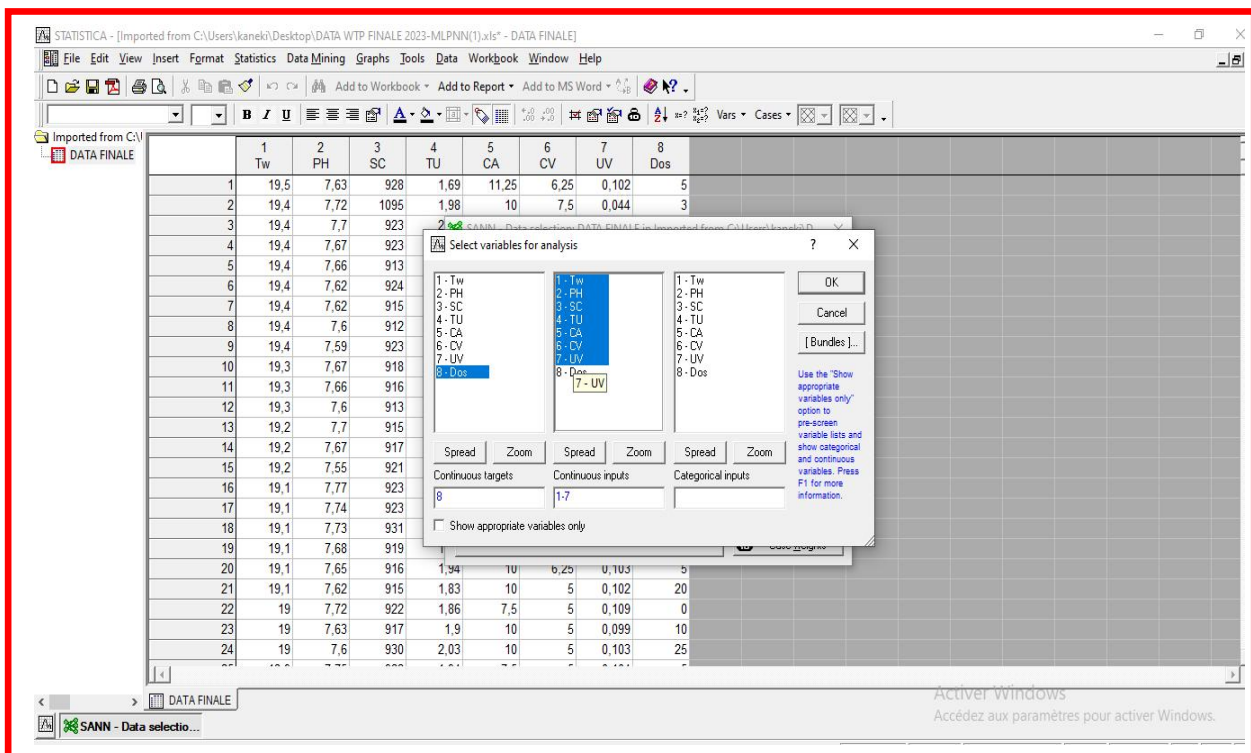 STATISTICA - [Imported from C:\Users\kaneki\Desktop\DATA WTP FINALE 2023-MLPNN(1).xls* - DATA FINALE]
File Edit View Insert Format Statistics Data Mining Graphs Tools Data Workbook Window Help
Add to Workbook Add to Report Add to MS Word
B I U Vars Cases
Imported from C:\
DATA FINALE
1 2 3 4 5 6 7 8
Tw PH SC TU CA CV UV Dos
1 19,5 7,63 928 1,69 11,25 6,25 0,102 5
2 19,4 7,72 1095 1,98 10 7,5 0,044 3
3 19,4 7,7 923 2
4 19,4 7,67 923
5 19,4 7,66 913
6 19,4 7,62 924
7 19,4 7,62 915
8 19,4 7,6 912
9 19,4 7,59 923
10 19,3 7,67 918
11 19,3 7,66 916
12 19,3 7,6 913
13 19,2 7,7 915
14 19,2 7,67 917
15 19,2 7,55 921
16 19,1 7,77 923
17 19,1 7,74 923
18 19,1 7,73 931
19 19,1 7,68 919
20 19,1 7,65 916 1,94 10 6,25 0,103 5
21 19,1 7,62 915 1,83 10 5 0,102 20
22 19 7,72 922 1,86 7,5 5 0,109 0
23 19 7,63 917 1,9 10 5 0,099 10
24 19 7,6 930 2,03 10 5 0,103 25
SANN - Data selection: DATA FINALE in Imported from C:\Users\kaneki\D
Select variables for analysis ? X
1 - Tw
2 - PH
3 - SC
4 - TU
5 - CA
6 - CV
7 - UV
8 - Dos
1 - Tw
2 - PH
3 - SC
4 - TU
5 - CA
6 - CV
7 - UV
8 - Dos
7 - UV
1 - Tw
2 - PH
3 - SC
4 - TU
5 - CA
6 - CV
7 - UV
8 - Dos
OK
Cancel
[ Bundles ]...
Use the "Show
appropriate
variables only"
option to
pre-screen
variable lists and
show categorical
and continuous
variables. Press
F1 for more
information.
Spread Zoom Spread Zoom Spread Zoom
Continuous targets Continuous inputs Categorical inputs
8 1-7
Show appropriate variables only
DATA FINALE
SANN - Data selectio...
Activer Windows
Accédez aux paramètres pour activer Windows.